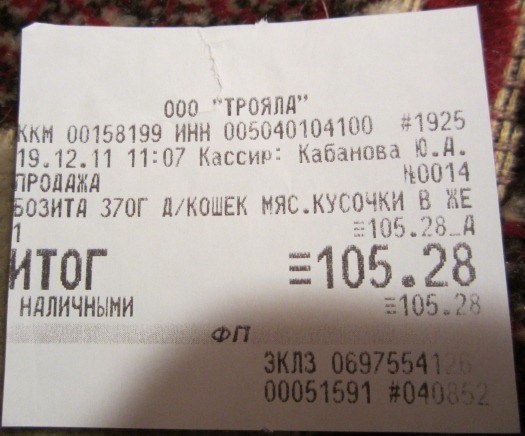 ООО "ТРОЯЛА"
ККМ 00158199 ИНН 005040104100 #1925
19.12.11 11:07 Кассир: Кабанова Ю.А.
ПРОДАЖА №0014
БОЗИТА 370Г Д/КОШЕК МЯС.КУСОЧКИ В ЖЕ
1 ≡105.28_А
ИТОГ ≡105.28
НАЛИЧНЫМИ ≡105.28
ФП
ЭКЛЗ 0697554126
00051591 #040852